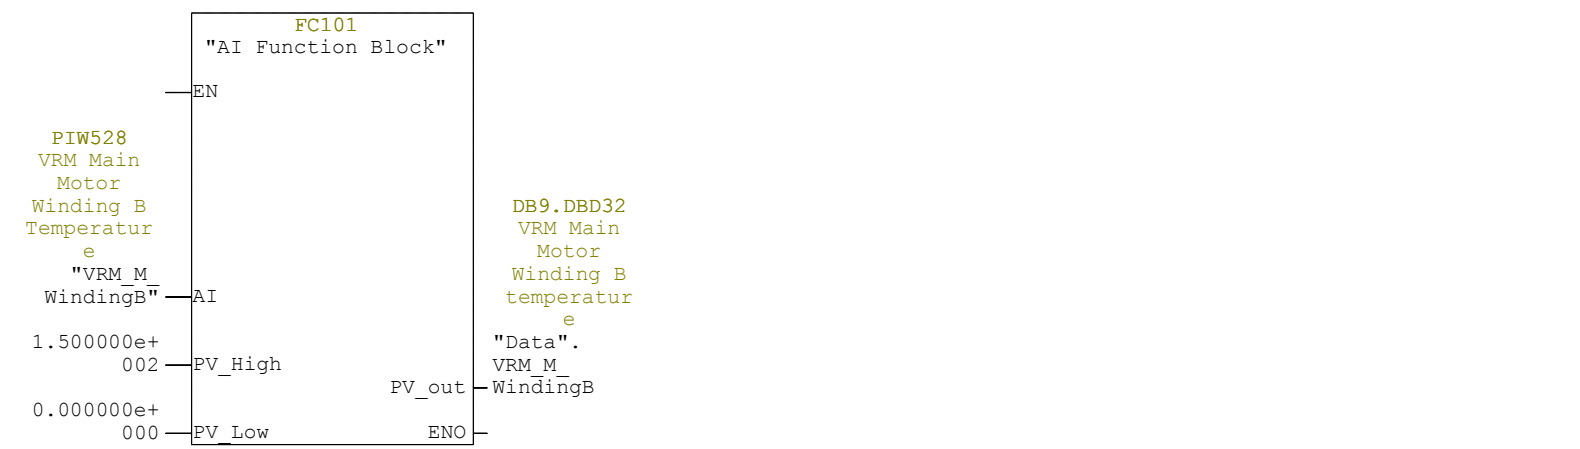 FC101
"AI Function Block"
EN
PIW528
VRM Main
Motor
Winding B
Temperatur
e
"VRM_M_
WindingB"
AI
1.500000e+
002
PV_High
0.000000e+
000
PV_Low
DB9.DBD32
VRM Main
Motor
Winding B
temperatur
e
"Data".
VRM_M_
WindingB
PV_out
ENO